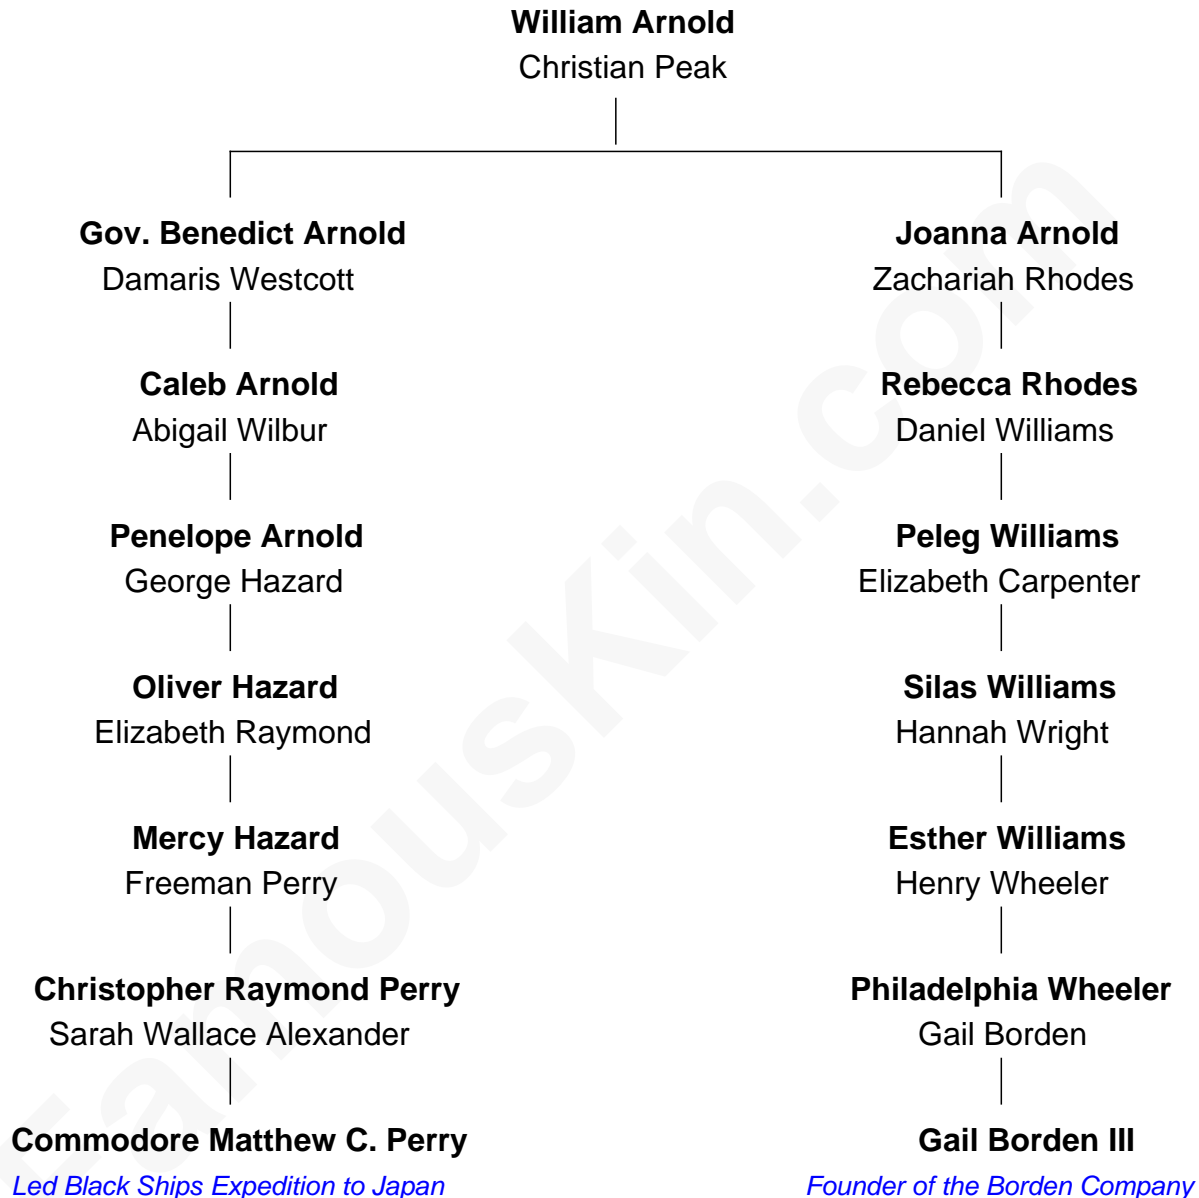 William Arnold
Christian Peak
Gov. Benedict Arnold
Damaris Westcott
Joanna Arnold
Zachariah Rhodes
Caleb Arnold
Abigail Wilbur
Rebecca Rhodes
Daniel Williams
Penelope Arnold
George Hazard
Peleg Williams
Elizabeth Carpenter
Oliver Hazard
Elizabeth Raymond
Silas Williams
Hannah Wright
Mercy Hazard
Freeman Perry
Esther Williams
Henry Wheeler
Christopher Raymond Perry
Sarah Wallace Alexander
Philadelphia Wheeler
Gail Borden
Commodore Matthew C. Perry
Led Black Ships Expedition to Japan
Gail Borden III
Founder of the Borden Company
FamousKin.com